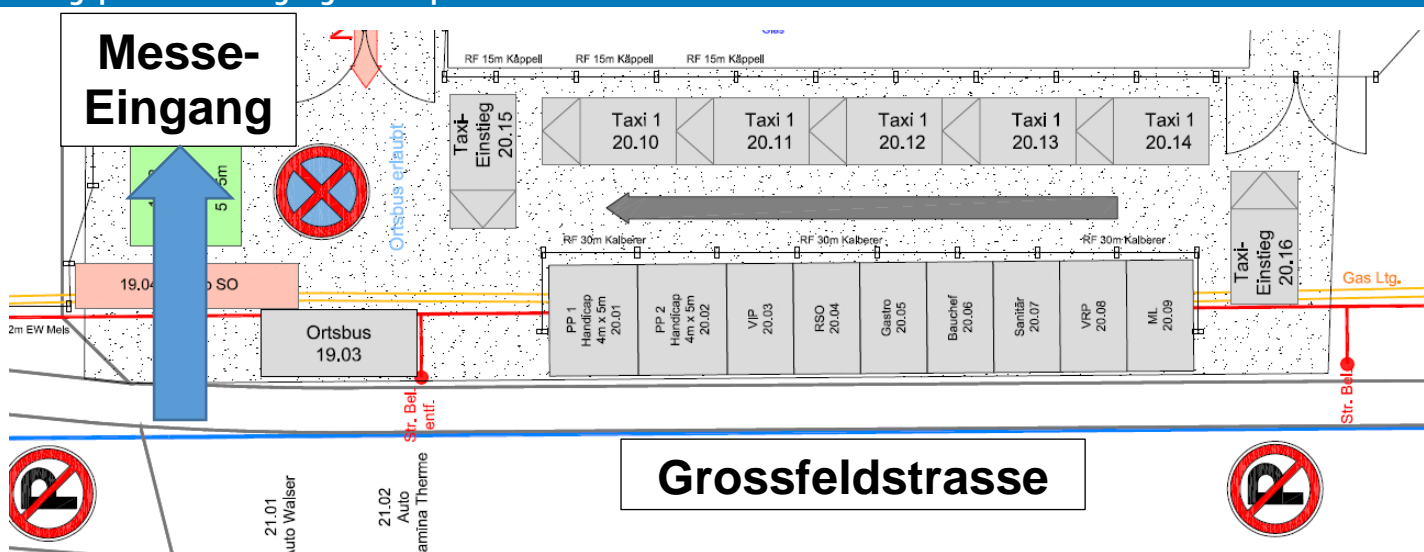 Messe-
Eingang
RF 15m Käppeli
RF 15m Käppeli
RF 15m Käppeli
Taxi-
Einstieg
20.15
Taxi 1
20.10
Taxi 1
20.11
Taxi 1
20.12
Taxi 1
20.13
Taxi 1
20.14
Ortsbus erlaubt
RF 30m Kalberer
RF 30m Kalberer
RF 30m Kalberer
Taxi-
Einstieg
20.16
Gas Ltg.
SO
2m EW Mels
Ortsbus
19.03
PP 1
Handicap
4m x 5m
20.01
PP 2
Handicap
4m x 5m
20.02
VIP
20.03
RSO
20.04
Gastro
20.05
Bauchef
20.06
Sanitär
20.07
VRP
20.08
ML
20.09
Str. Bel.
entf.
Str. Bel.
Grossfeldstrasse
P
P
21.01
Auto Walser
21.02
Auto
amina Therme